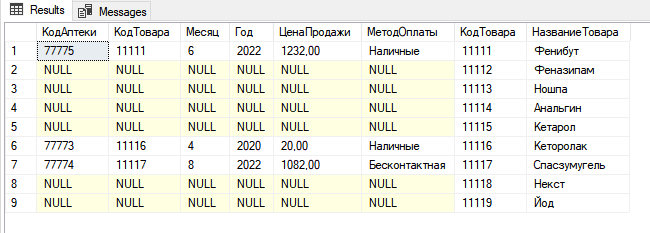 Results Messages
КодАптеки КодТовара Месяц Год ЦенаПродажи МетодОплаты КодТовара НазваниеТовара
1 77775 11111 6 2022 1232,00 Наличные 11111 Фенибут
2 NULL NULL NULL NULL NULL NULL 11112 Феназипам
3 NULL NULL NULL NULL NULL NULL 11113 Ношпа
4 NULL NULL NULL NULL NULL NULL 11114 Анальгин
5 NULL NULL NULL NULL NULL NULL 11115 Кетарол
6 77773 11116 4 2020 20,00 Наличные 11116 Кеторолак
7 77774 11117 8 2022 1082,00 Бесконтактная 11117 Спасзумугель
8 NULL NULL NULL NULL NULL NULL 11118 Некст
9 NULL NULL NULL NULL NULL NULL 11119 Йод